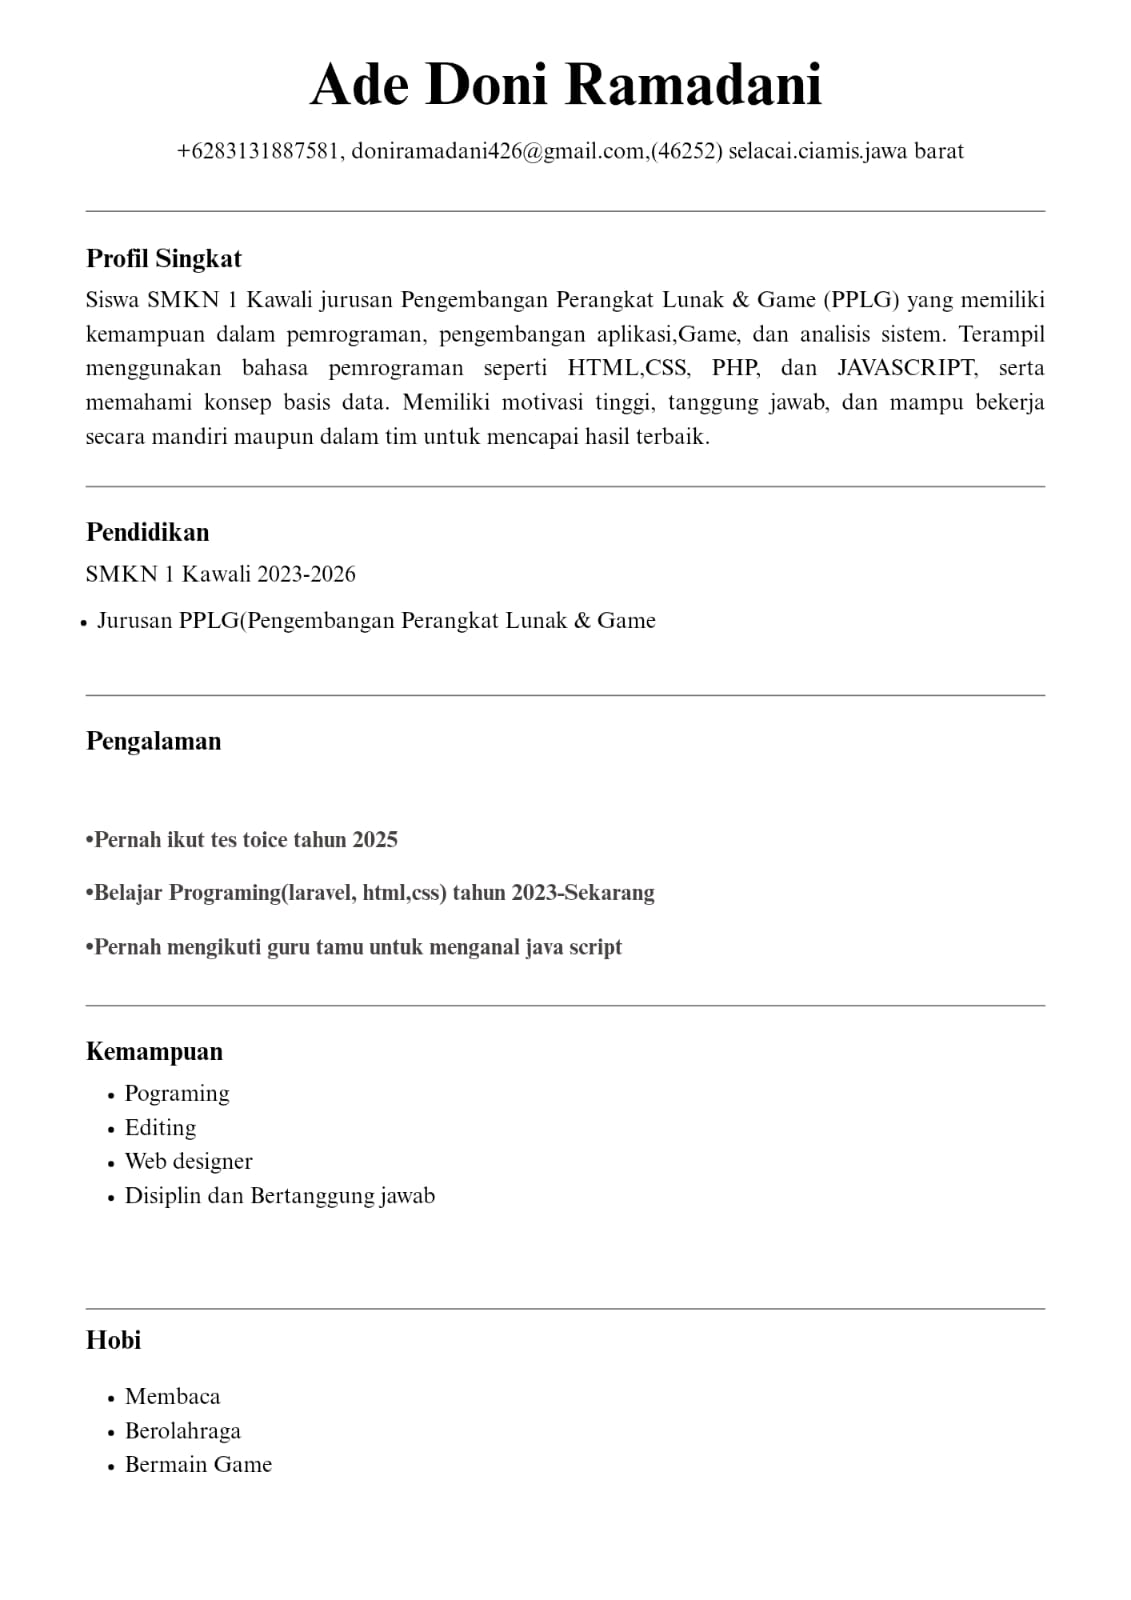 Ade Doni Ramadani
+6283131887581, doniramadani426@gmail.com,(46252) selacai.ciamis.jawa barat
Profil Singkat
Siswa SMKN 1 Kawali jurusan Pengembangan Perangkat Lunak & Game (PPLG) yang memiliki
kemampuan dalam pemrograman, pengembangan aplikasi,Game, dan analisis sistem. Terampil
menggunakan bahasa pemrograman seperti HTML,CSS, PHP, dan JAVASCRIPT, serta
memahami konsep basis data. Memiliki motivasi tinggi, tanggung jawab, dan mampu bekerja
secara mandiri maupun dalam tim untuk mencapai hasil terbaik.
Pendidikan
SMKN 1 Kawali 2023-2026
• Jurusan PPLG(Pengembangan Perangkat Lunak & Game
Pengalaman
•Pernah ikut tes toice tahun 2025
•Belajar Programing(laravel, html,css) tahun 2023-Sekarang
•Pernah mengikuti guru tamu untuk menganal java script
Kemampuan
• Pograming
• Editing
• Web designer
• Disiplin dan Bertanggung jawab
Hobi
• Membaca
• Berolahraga
• Bermain Game